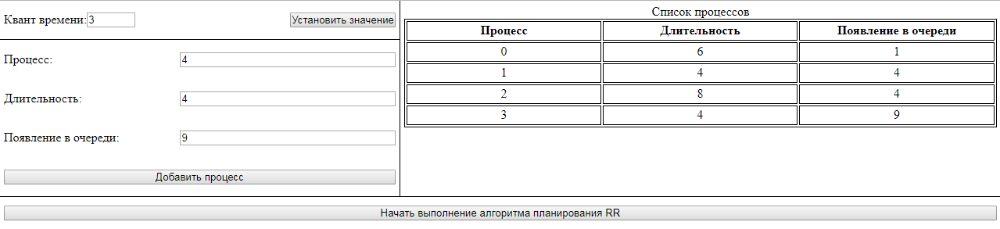 Квант времени: 3 Установить значение
Процесс: 4
Длительность: 4
Появление в очереди: 9
Добавить процесс
Список процессов
Процесс Длительность Появление в очереди
0 6 1
1 4 4
2 8 4
3 4 9
Начать выполнение алгоритма планирования RR